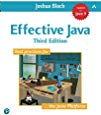 Joshua Bloch
Effective Java
Third Edition
Best practices for
the Java Platform